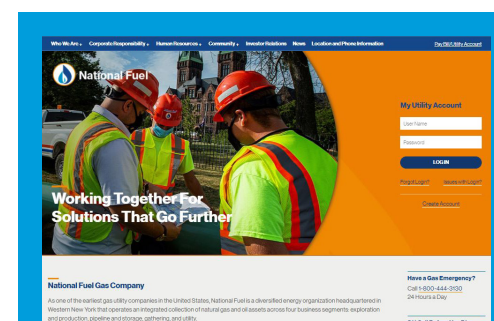 Who We Are Corporate Responsibility Human Resources Community Investor Relations News Location and Phone Information Pay Bill/Utility Account
National Fuel
My Utility Account
User Name
Password
LOGIN
Forgot Login? Issues with Login?
Create Account
Working Together For
Solutions That Go Further
National Fuel Gas Company
As one of the earliest gas utility companies in the United States, National Fuel is a diversified energy organization headquartered in
Western New York that operates an integrated collection of natural gas and oil assets across four business segments: exploration
and production, pipeline and storage, gathering, and utility.
Have a Gas Emergency?
Call 1-800-444-3130
24 Hours a Day